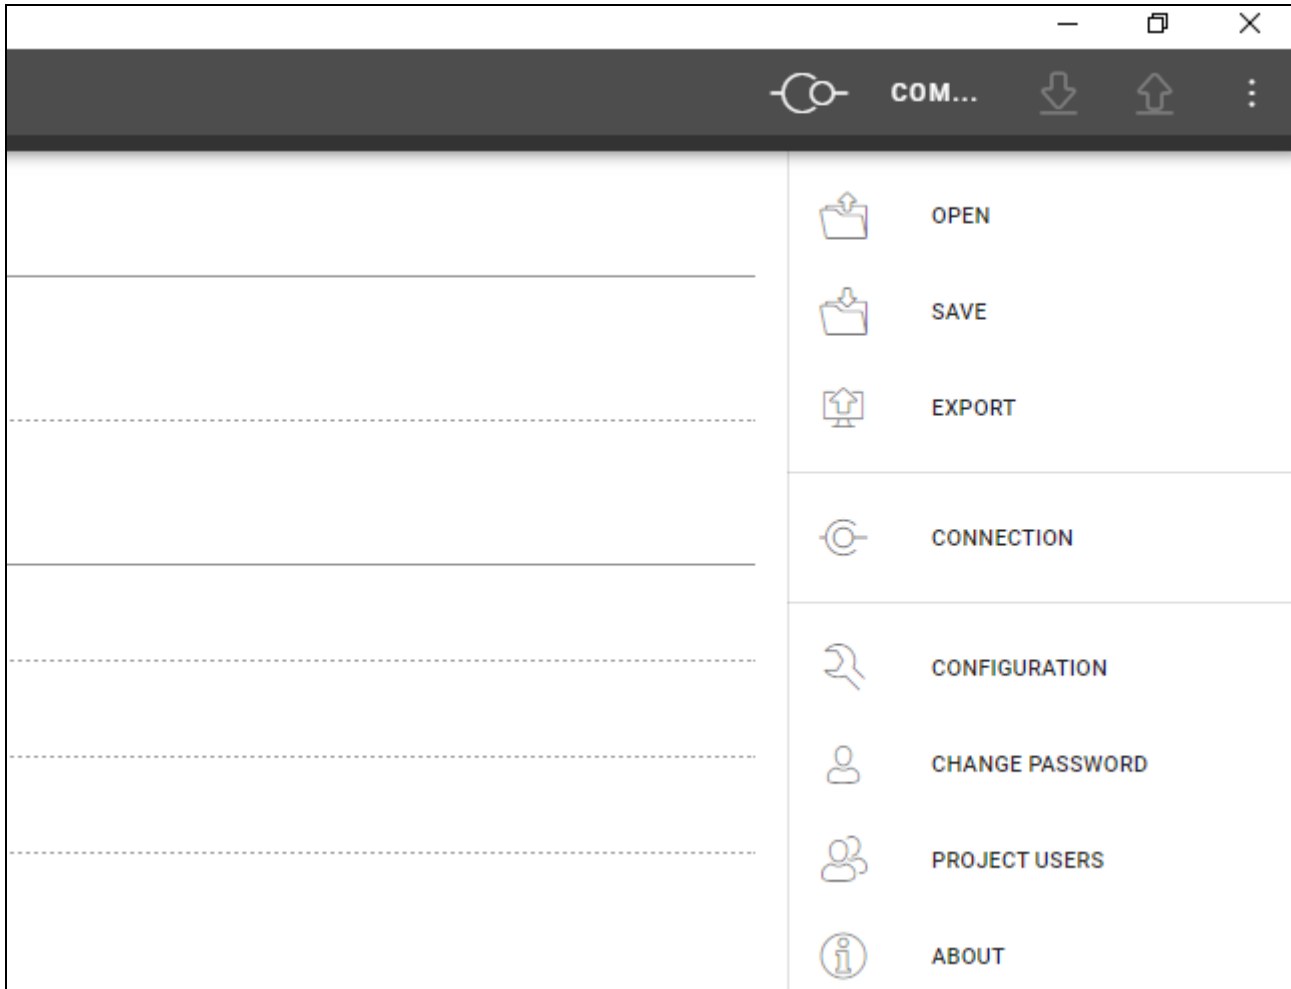 COM...
OPEN
SAVE
EXPORT
CONNECTION
CONFIGURATION
CHANGE PASSWORD
PROJECT USERS
ABOUT